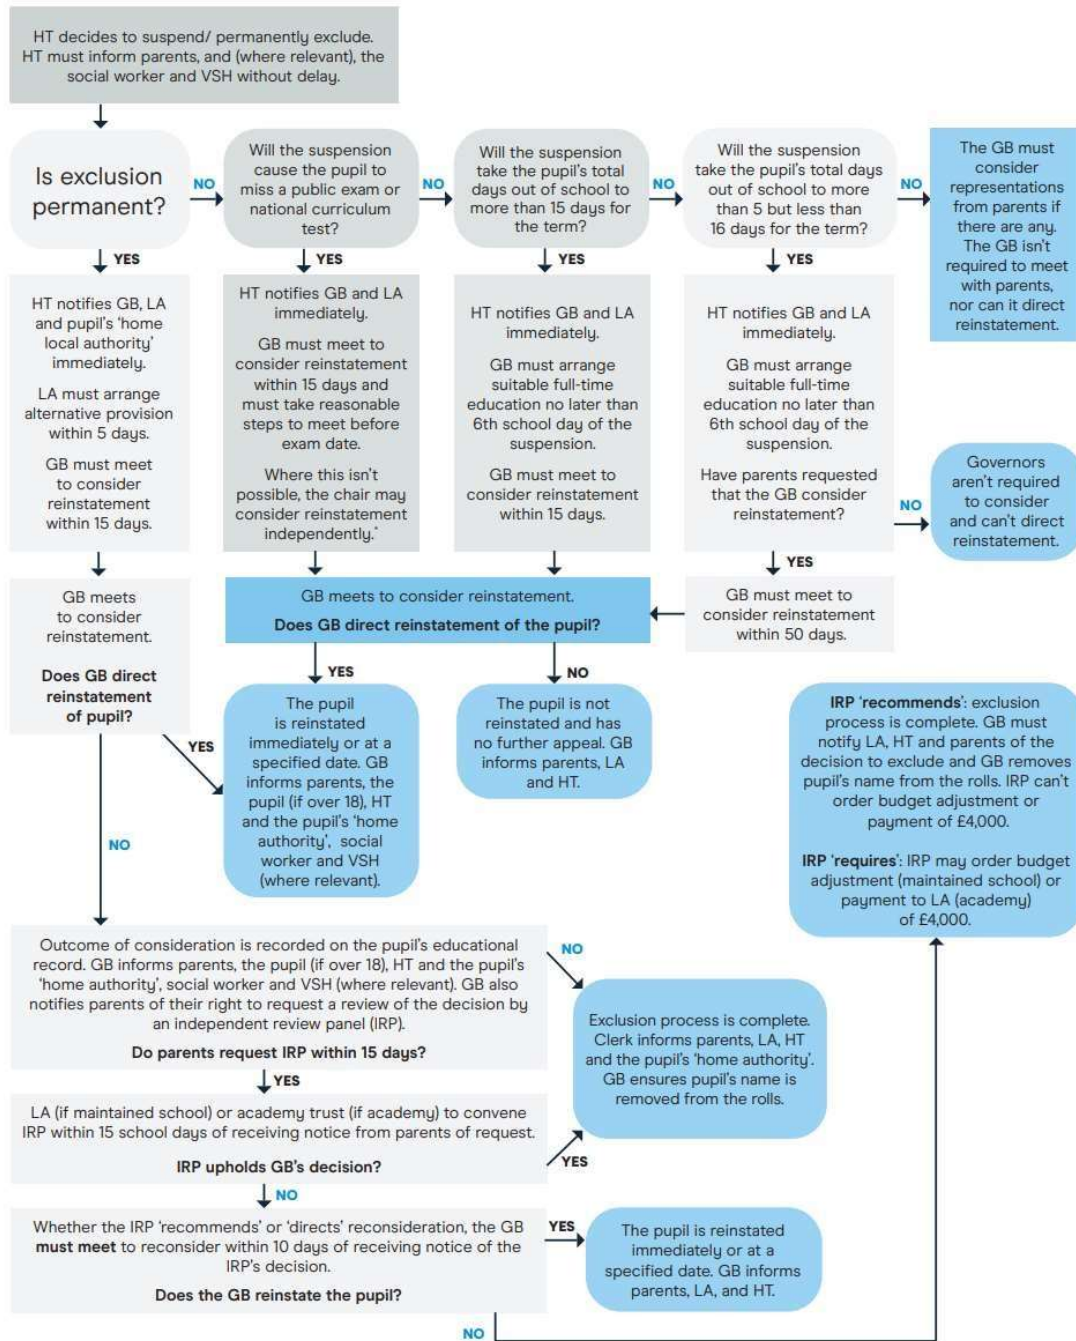 HT decides to suspend/ permanently exclude.
HT must inform parents, and (where relevant), the
social worker and VSH without delay.
Is exclusion
permanent?
NO
Will the suspension
cause the pupil to
miss a public exam or
national curriculum
test?
NO
Will the suspension
take the pupil's total
days out of school to
more than 15 days for
the term?
NO
Will the suspension
take the pupil's total days
out of school to more
than 5 but less than
16 days for the term?
NO
The GB must
consider
representations
from parents if
there are any.
The GB isn't
required to meet
with parents,
nor can it direct
reinstatement.
YES
YES
YES
YES
HT notifies GB, LA
and pupil's 'home
local authority'
immediately.
LA must arrange
alternative provision
within 5 days.
GB must meet
to consider
reinstatement
within 15 days.
HT notifies GB and LA
immediately.
GB must meet to
consider reinstatement
within 15 days and
must take reasonable
steps to meet before
exam date.
Where this isn't
possible, the chair may
consider reinstatement
independently.*
HT notifies GB and LA
immediately.
GB must arrange
suitable full-time
education no later than
6th school day of the
suspension.
GB must meet to
consider reinstatement
within 15 days.
HT notifies GB and LA
immediately.
GB must arrange
suitable full-time
education no later than
6th school day of the
suspension.
Have parents requested
that the GB consider
reinstatement?
NO
Governors
aren't required
to consider
and can't direct
reinstatement.
YES
GB meets
to consider
reinstatement.
Does GB direct
reinstatement
of pupil?
GB meets to consider reinstatement.
Does GB direct reinstatement of the pupil?
GB must meet to
consider reinstatement
within 50 days.
YES
NO
YES
The pupil
is reinstated
immediately or at a
specified date. GB
informs parents, the
pupil (if over 18), HT
and the pupil's 'home
authority', social
worker and VSH
(where relevant).
The pupil is not
reinstated and has
no further appeal. GB
informs parents, LA
and HT.
IRP 'recommends': exclusion
process is complete. GB must
notify LA, HT and parents of the
decision to exclude and GB removes
pupil's name from the rolls. IRP can't
order budget adjustment or
payment of £4,000.
IRP 'requires': IRP may order budget
adjustment (maintained school) or
payment to LA (academy)
of £4,000.
NO
Outcome of consideration is recorded on the pupil's educational
record. GB informs parents, the pupil (if over 18), HT and the pupil's
'home authority', social worker and VSH (where relevant). GB also
notifies parents of their right to request a review of the decision by
an independent review panel (IRP).
Do parents request IRP within 15 days?
NO
Exclusion process is complete.
Clerk informs parents, LA, HT
and the pupil's 'home authority'.
GB ensures pupil's name is
removed from the rolls.
YES
LA (if maintained school) or academy trust (if academy) to convene
IRP within 15 school days of receiving notice from parents of request.
IRP upholds GB's decision?
YES
NO
Whether the IRP 'recommends' or 'directs' reconsideration, the GB
must meet to reconsider within 10 days of receiving notice of the
IRP's decision.
Does the GB reinstate the pupil?
YES
The pupil is reinstated
immediately or at a
specified date. GB informs
parents, LA, and HT.
NO